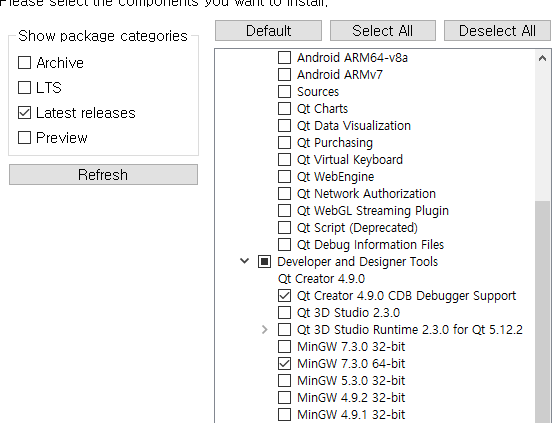 Please select the components you want to install.
Show package categories
Archive
LTS
Latest releases
Preview
Refresh
Default
Select All
Deselect All
Android ARM64-v8a
Android ARMv7
Sources
Qt Charts
Qt Data Visualization
Qt Purchasing
Qt Virtual Keyboard
Qt WebEngine
Qt Network Authorization
Qt WebGL Streaming Plugin
Qt Script (Deprecated)
Qt Debug Information Files
Developer and Designer Tools
Qt Creator 4.9.0
Qt Creator 4.9.0 CDB Debugger Support
Qt 3D Studio 2.3.0
Qt 3D Studio Runtime 2.3.0 for Qt 5.12.2
MinGW 7.3.0 32-bit
MinGW 7.3.0 64-bit
MinGW 5.3.0 32-bit
MinGW 4.9.2 32-bit
MinGW 4.9.1 32-bit